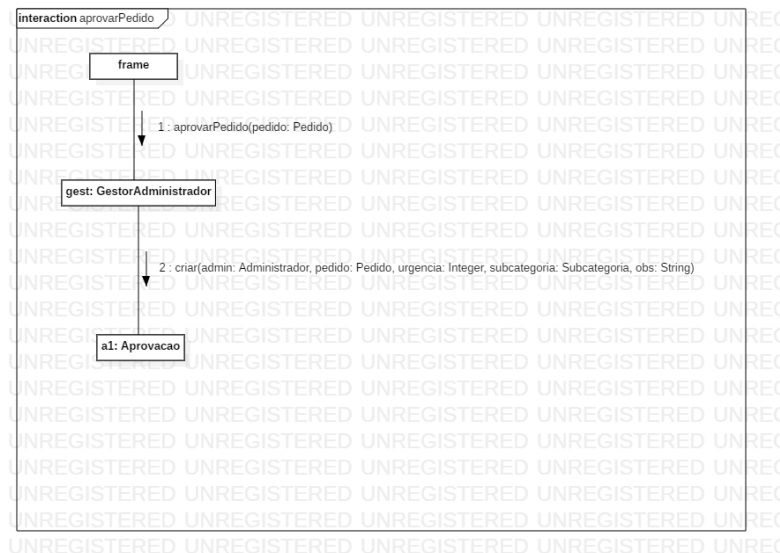 interaction aprovarPedido
frame
1 : aprovarPedido(pedido: Pedido)
gest: GestorAdministrador
2 : criar(admin: Administrador, pedido: Pedido, urgencia: Integer, subcategoria: Subcategoria, obs: String)
a1: Aprovacao
UNREGISTERED